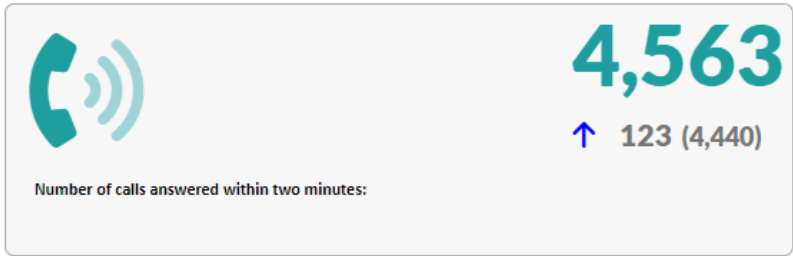 4,563
↑ 123 (4,440)
Number of calls answered within two minutes: